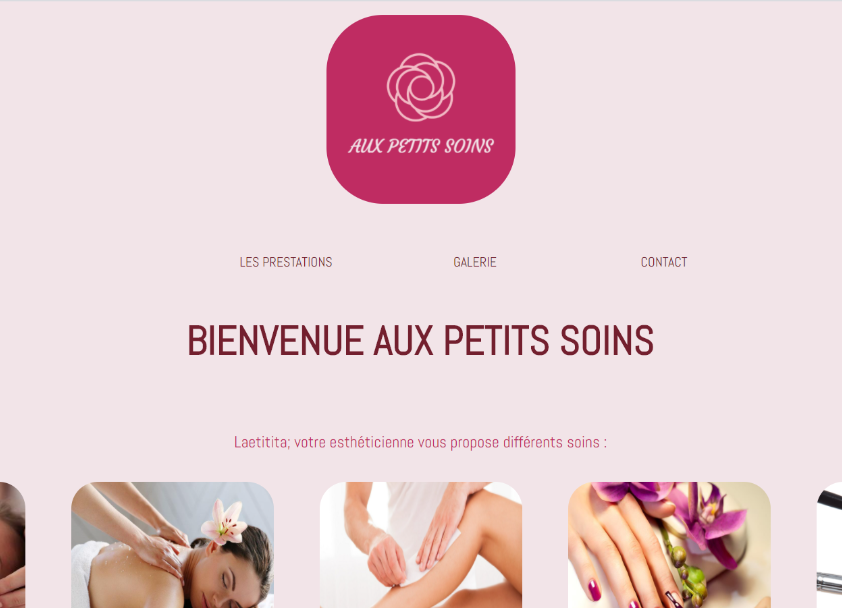 AUX PETITS SOINS
LES PRESTATIONS GALERIE CONTACT
BIENVENUE AUX PETITS SOINS
Laetitita; votre esthéticienne vous propose différents soins :